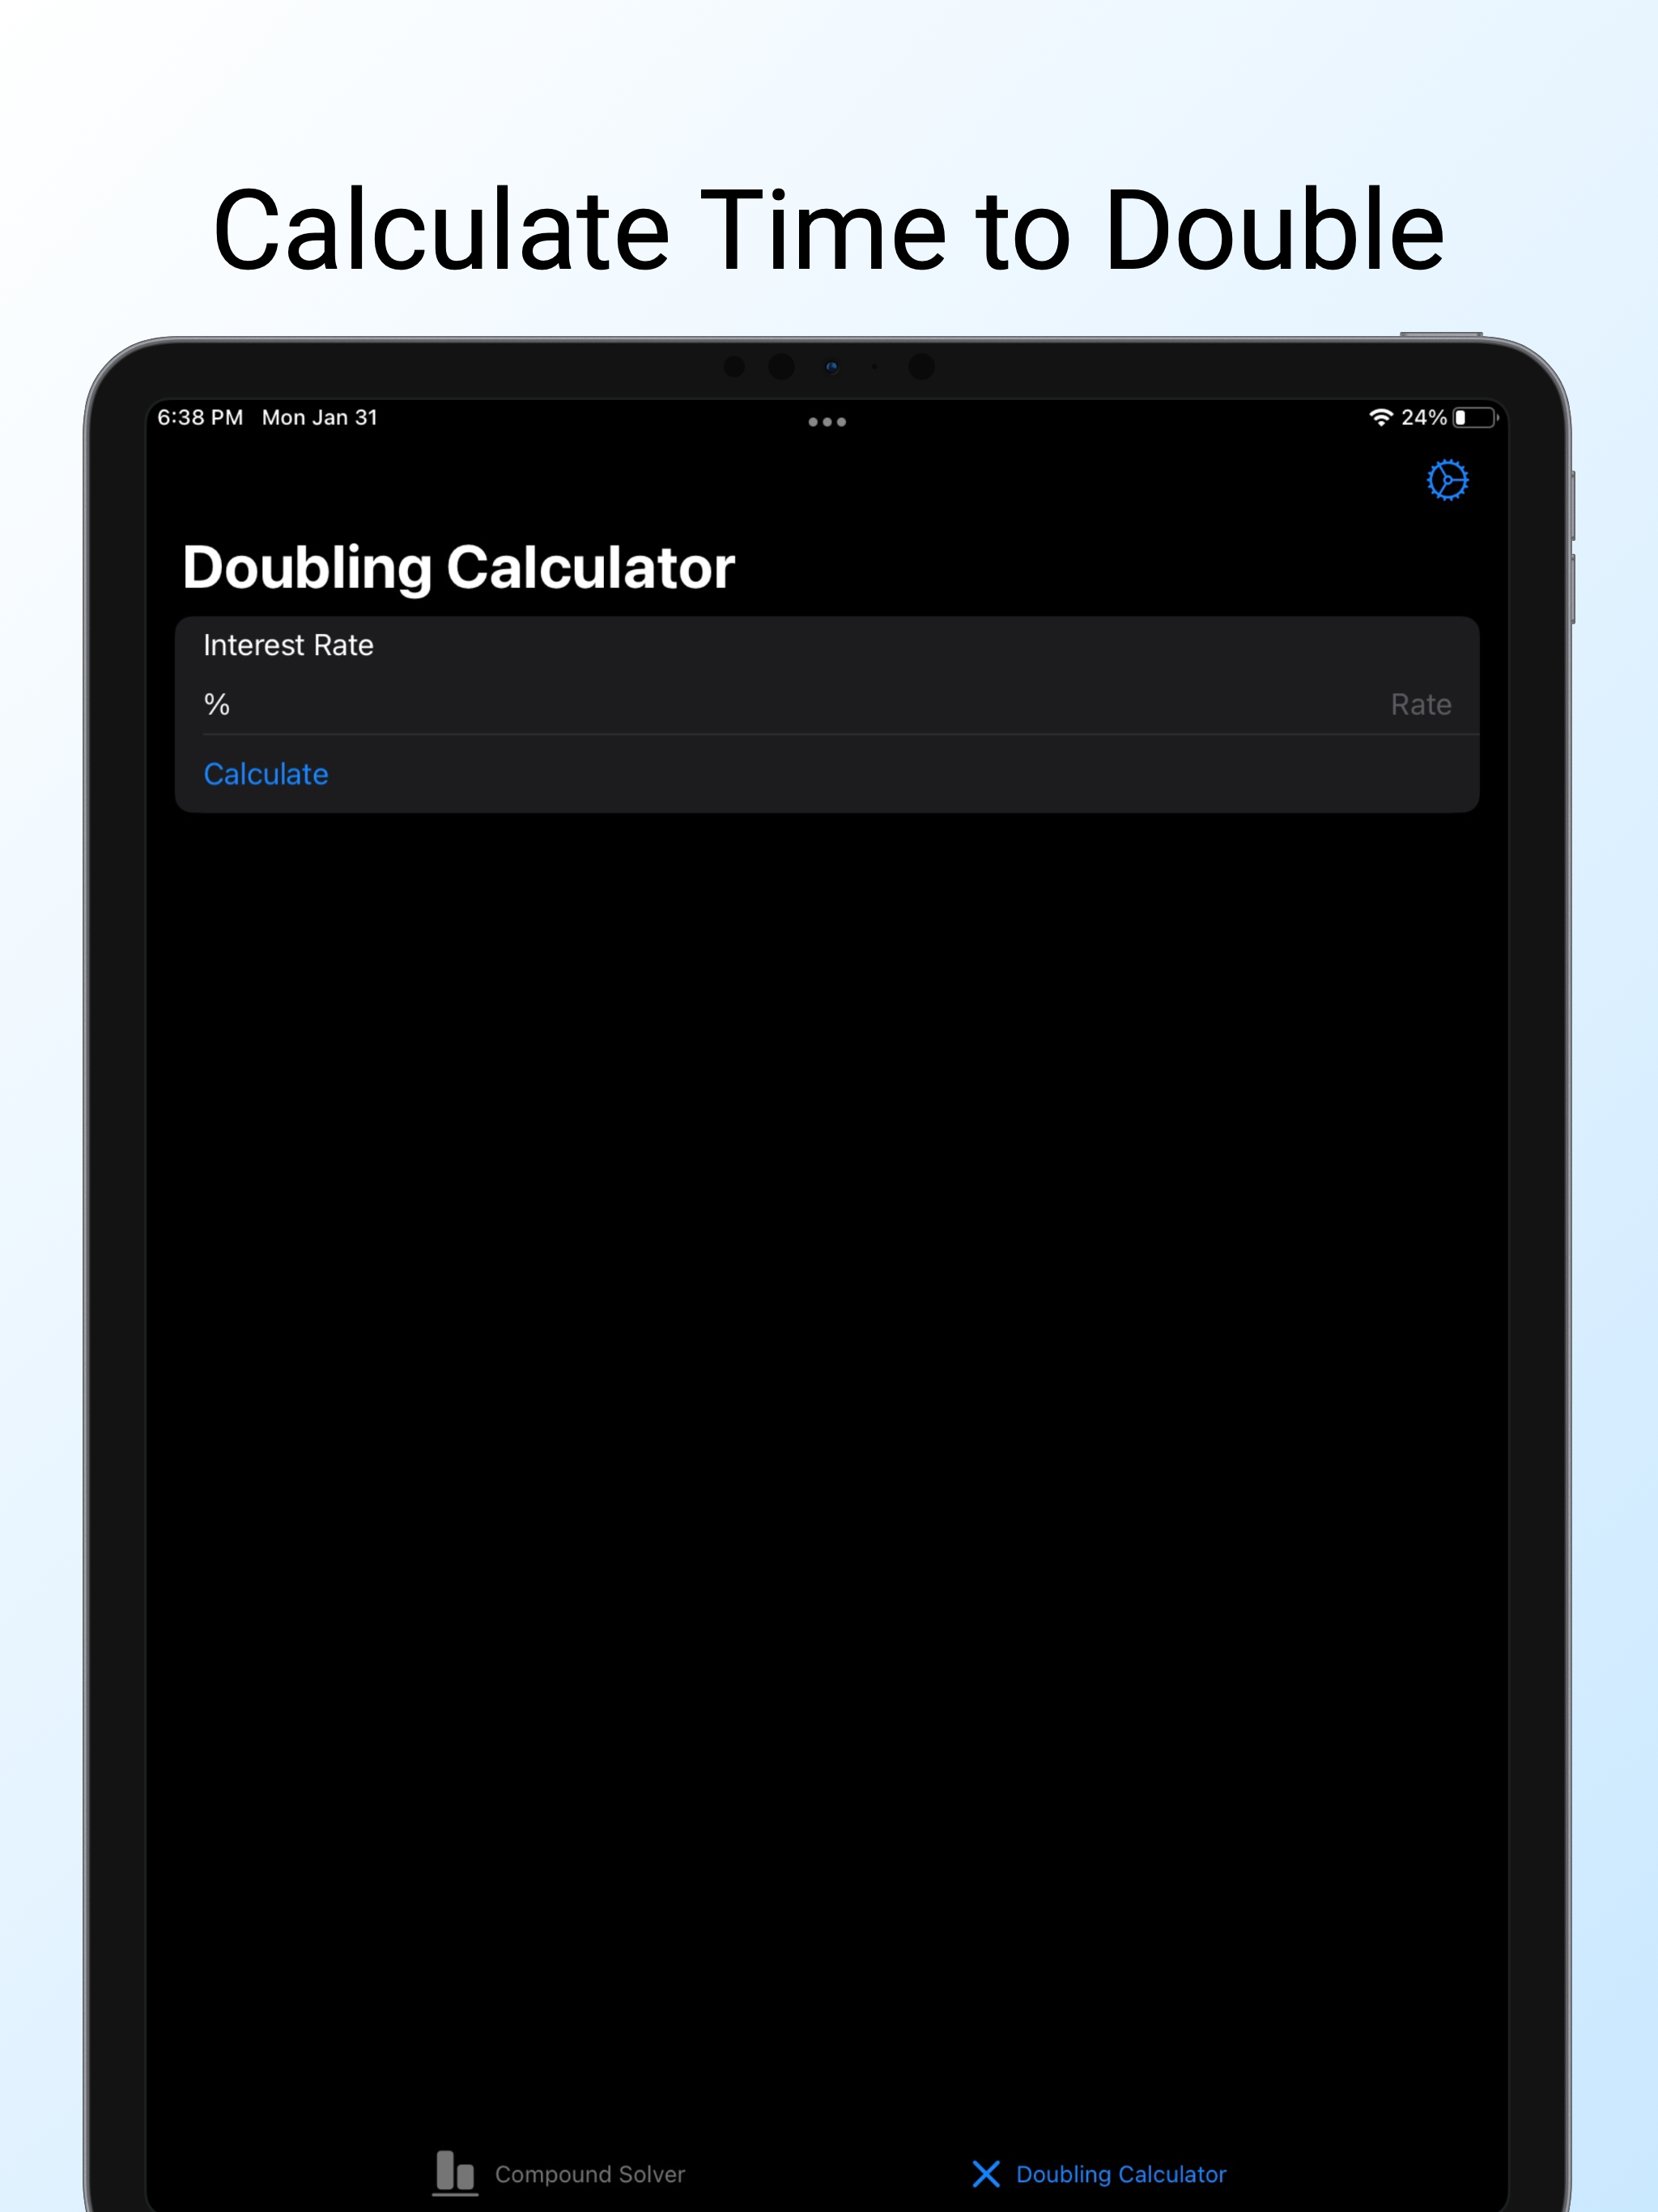 Calculate Time to Double
6:38 PM Mon Jan 31
24%
Doubling Calculator
Interest Rate
% Rate
Calculate
Compound Solver Doubling Calculator